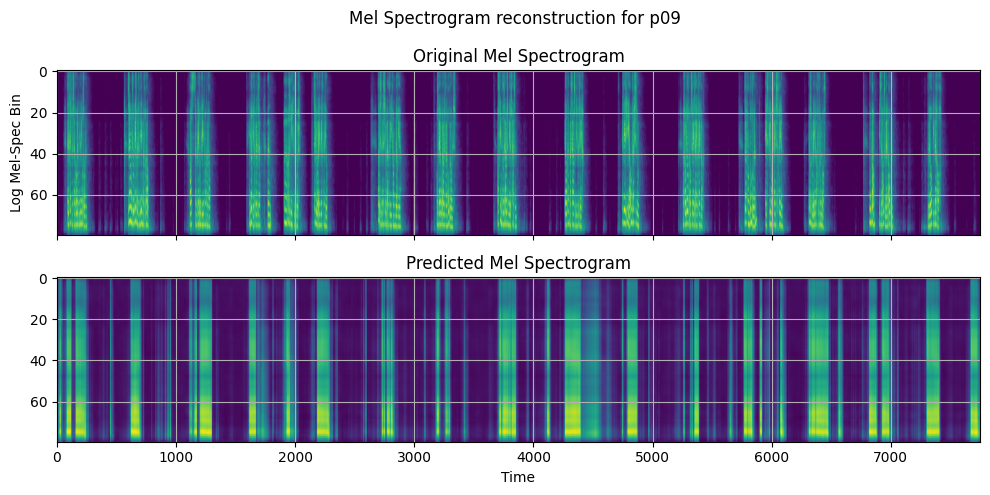 Mel Spectrogram reconstruction for p09
Original Mel Spectrogram
0
20
40
60
Log Mel-Spec Bin
Predicted Mel Spectrogram
0
20
40
60
0 1000 2000 3000 4000 5000 6000 7000
Time